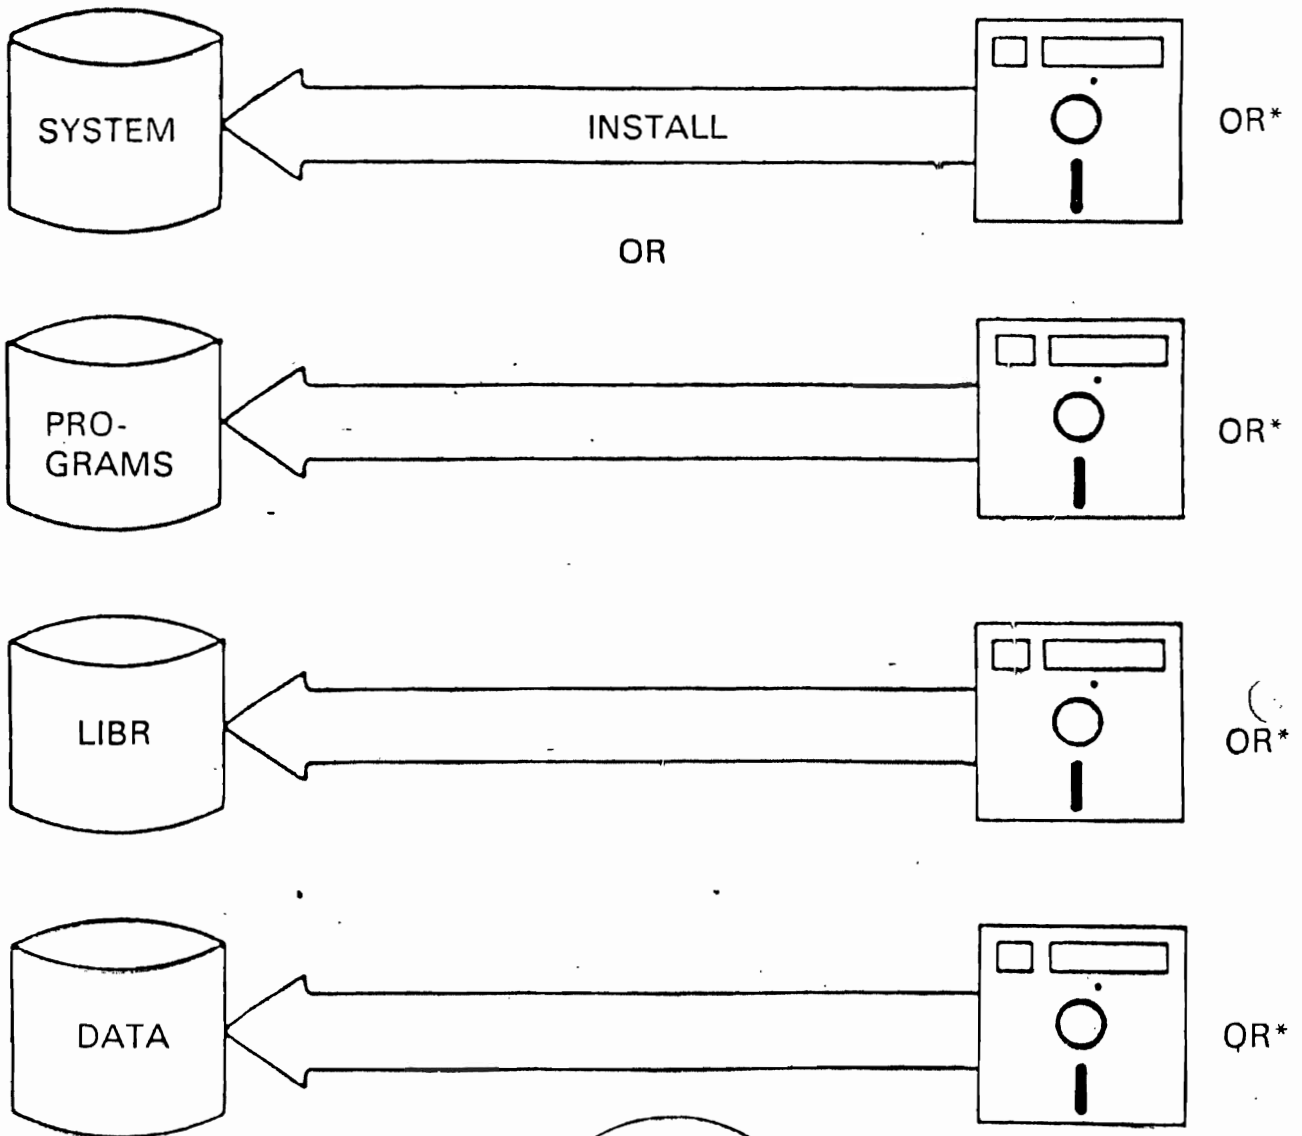 SYSTEM
INSTALL
OR*
OR
PRO-
GRAMS
OR*
LIBR
OR*
DATA
OR*